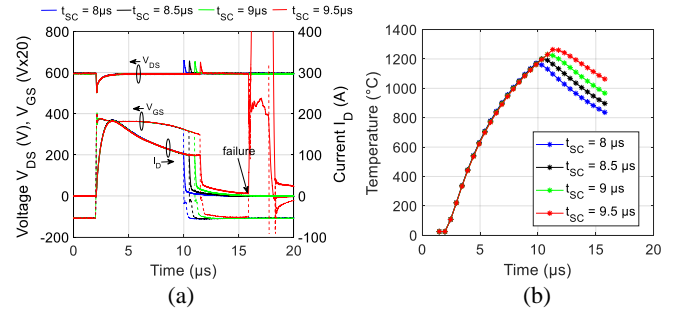 t_SC = 8µs t_SC = 8.5µs t_SC = 9µs t_SC = 9.5µs
Voltage V_DS (V), V_GS (Vx20)
800
600
400
200
0
-200
400
300
200
100
0
-100
Current I_D (A)
V_DS
V_GS
I_D
failure
0 5 10 15 20
Time (µs)
(a)
Temperature (°C)
1400
1200
1000
800
600
400
200
0
t_SC = 8 µs
t_SC = 8.5 µs
t_SC = 9 µs
t_SC = 9.5 µs
0 5 10 15 20
Time (µs)
(b)